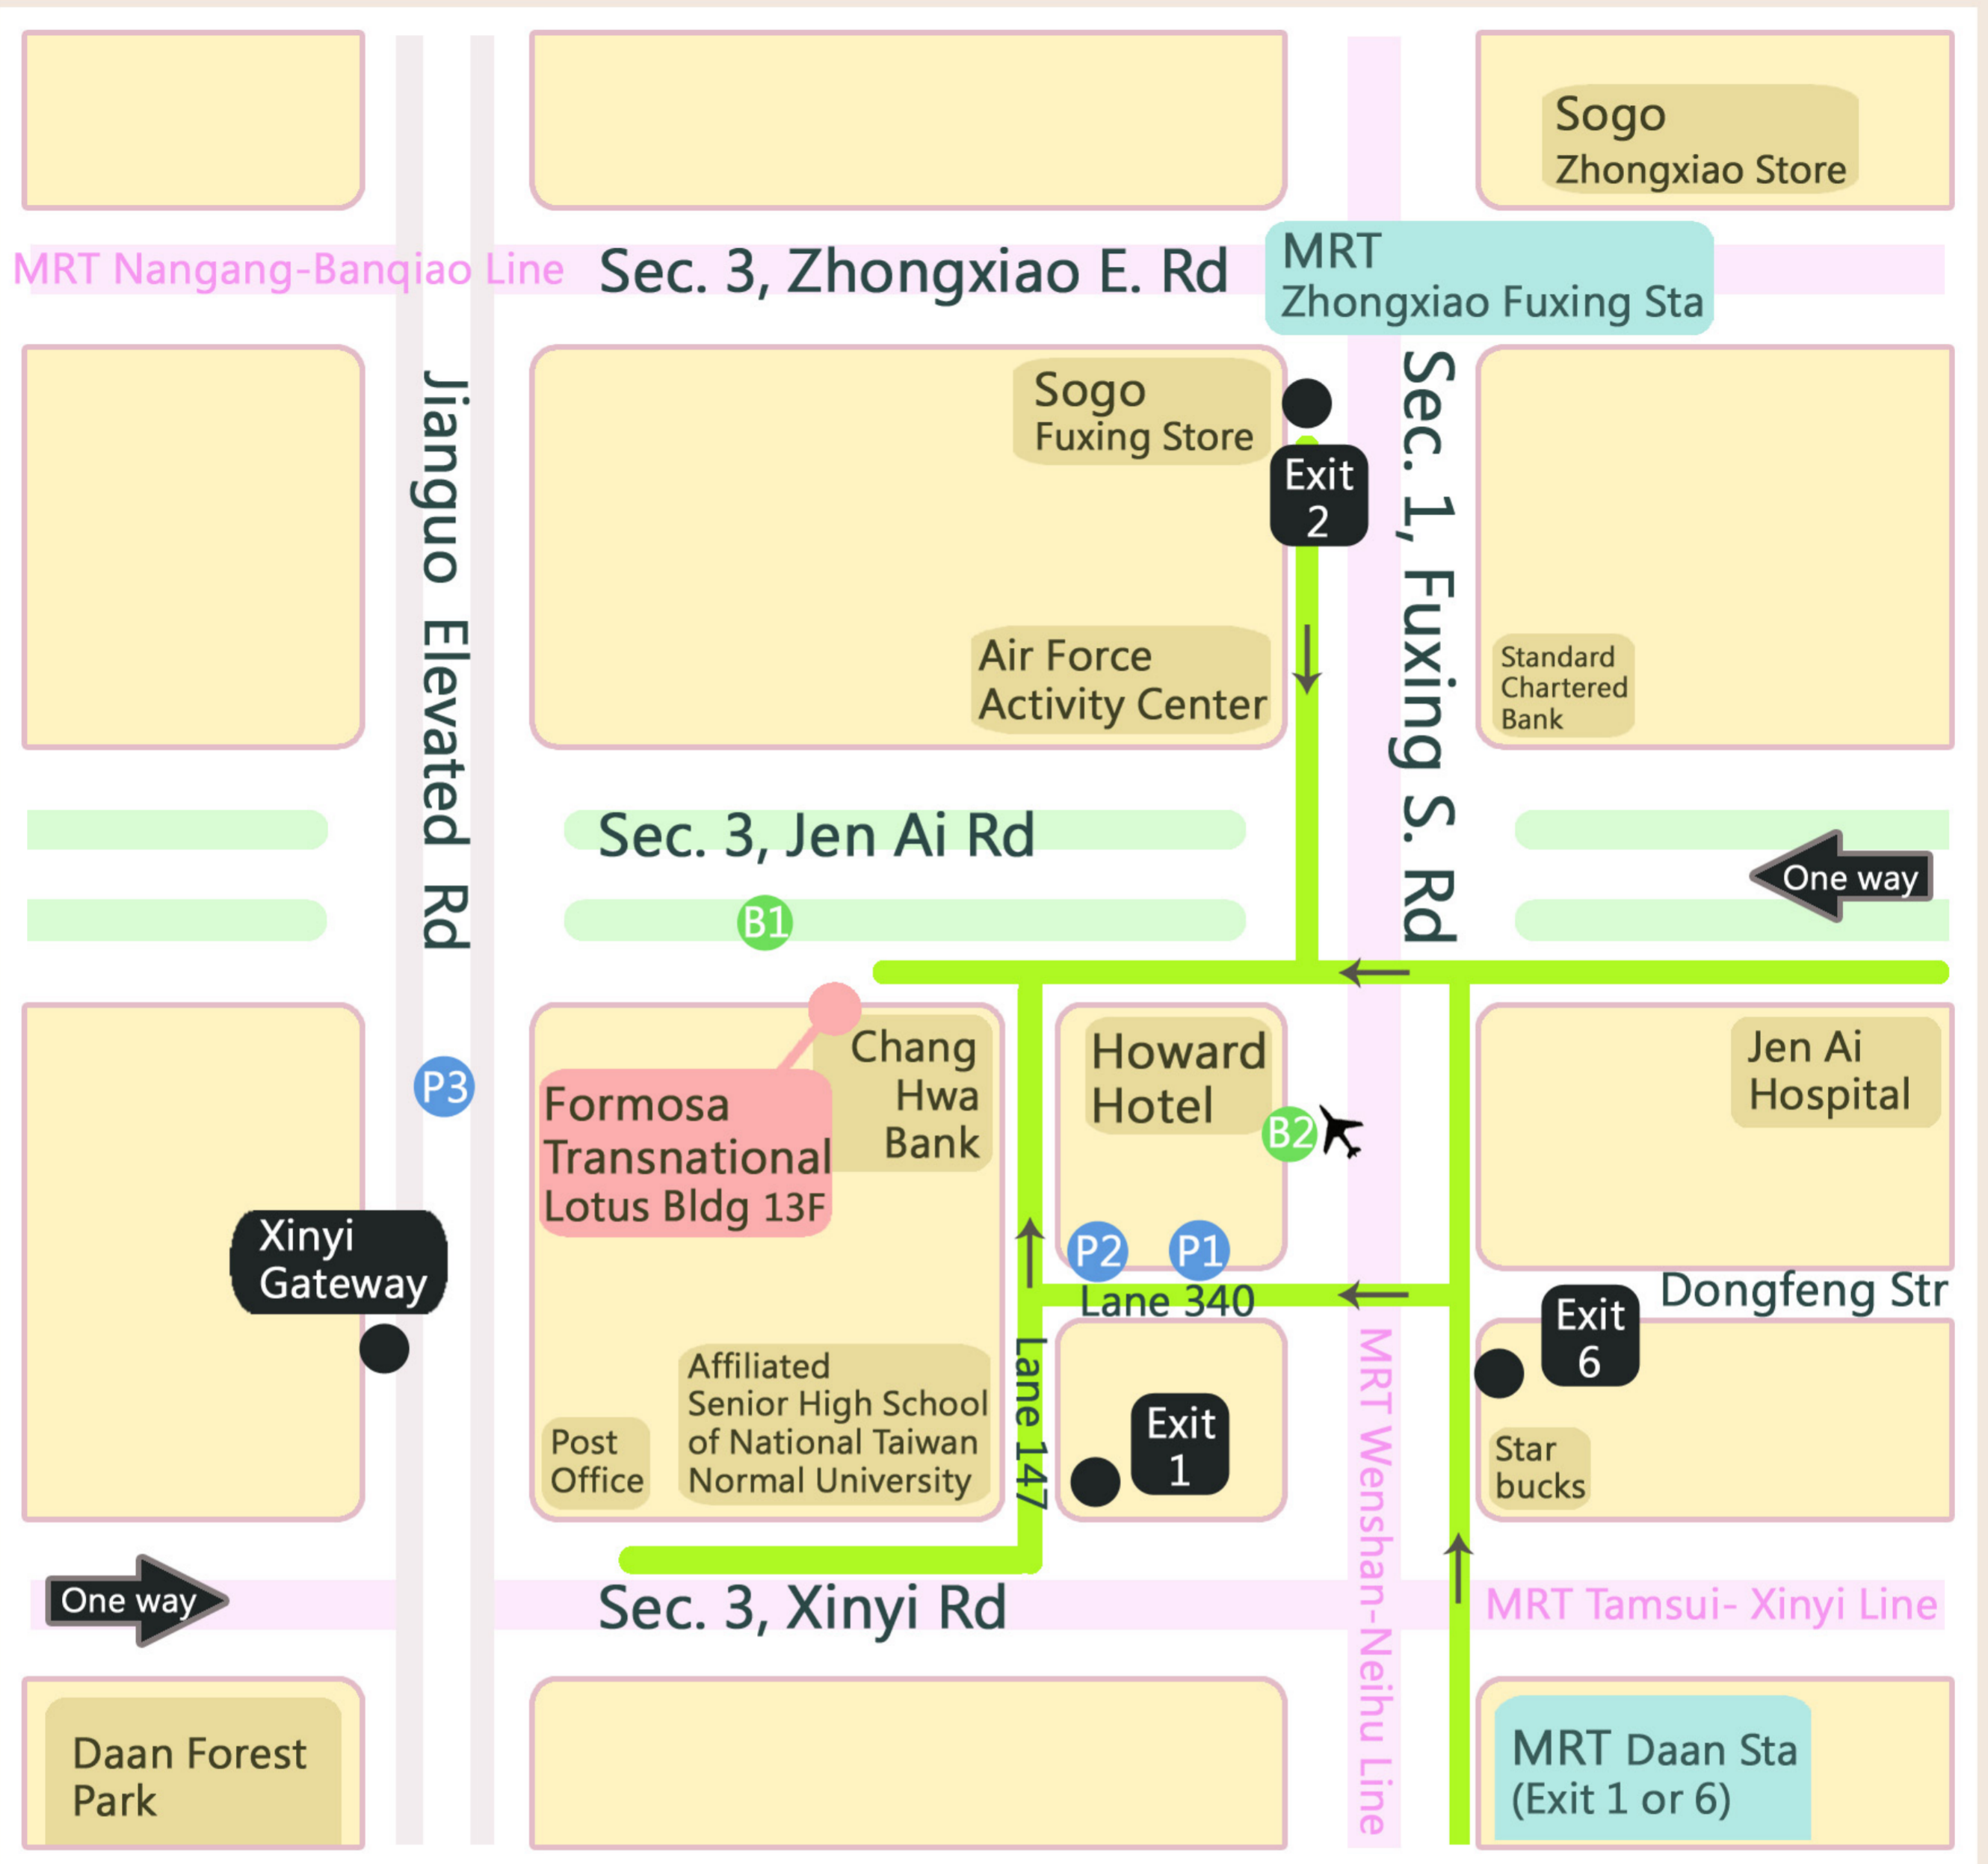 Sogo
Zhongxiao Store
MRT Nangang-Banqiao Line
Sec. 3, Zhongxiao E. Rd
MRT
Zhongxiao Fuxing Sta
Jianguo Elevated Rd
Sogo
Fuxing Store
Exit
2
Sec. 1, Fuxing S. Rd
Air Force
Activity Center
Standard
Chartered
Bank
Sec. 3, Jen Ai Rd
One way
B1
P3
Formosa
Transnational
Lotus Bldg 13F
Chang
Hwa
Bank
Howard
Hotel
B2
Jen Ai
Hospital
Xinyi
Gateway
P2
P1
Lane 340
Dongfeng Str
Exit
6
Affiliated
Senior High School
of National Taiwan
Normal University
Post
Office
Lane 147
Exit
1
MRT Wenshan-Neihu Line
Star
bucks
One way
Sec. 3, Xinyi Rd
MRT Tamsui- Xinyi Line
Daan Forest
Park
MRT Daan Sta
(Exit 1 or 6)